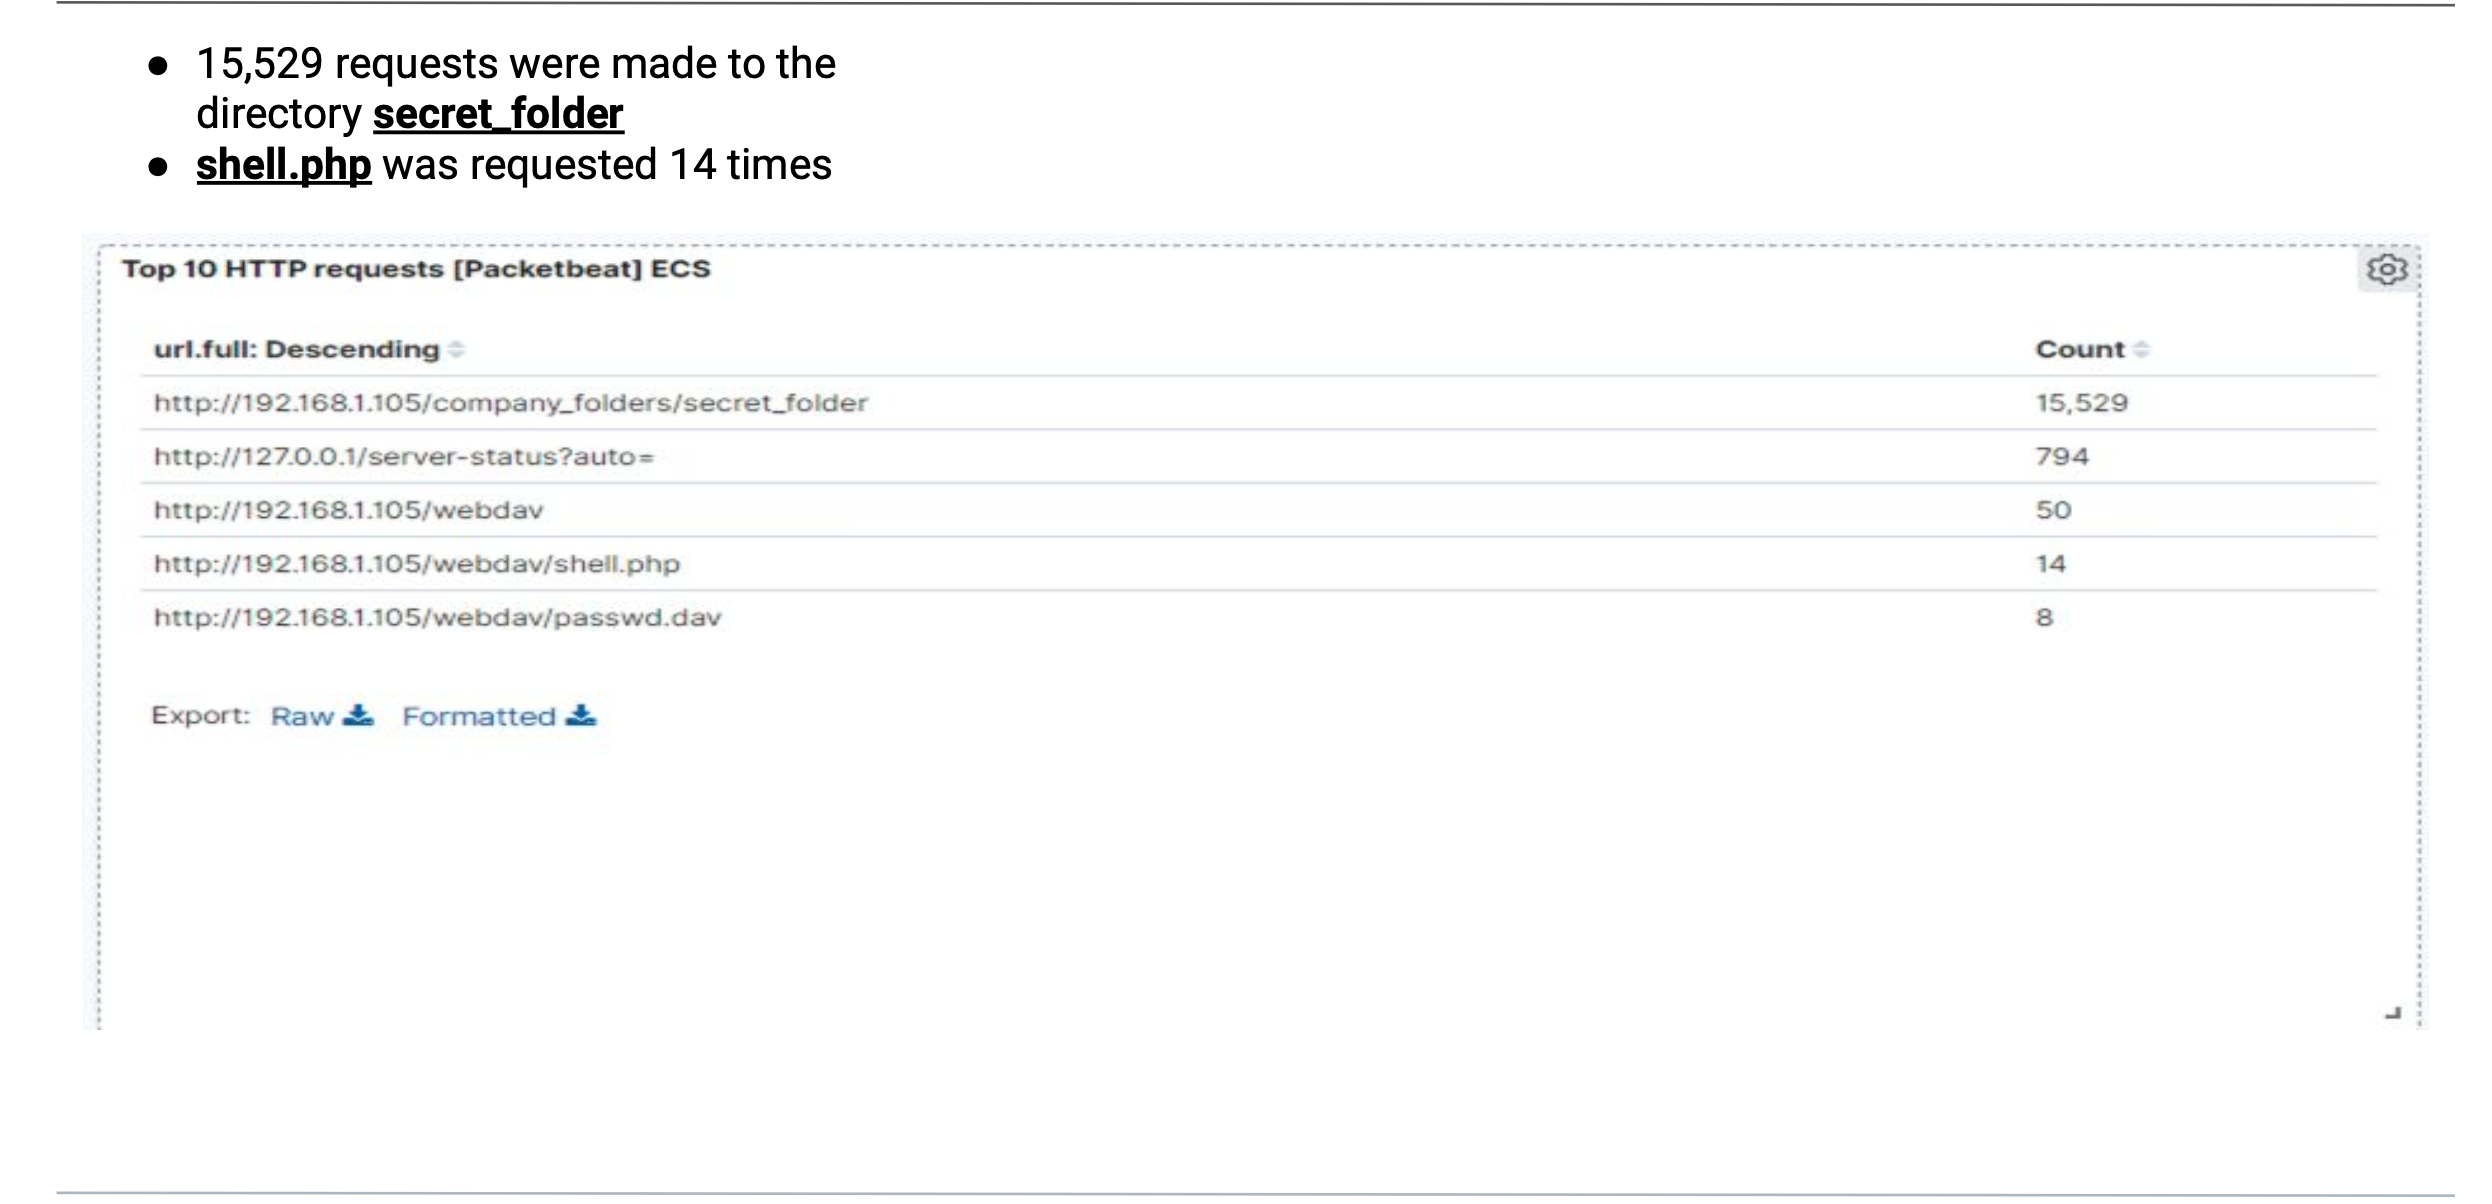 ● 15,529 requests were made to the
directory secret_folder
● shell.php was requested 14 times
Top 10 HTTP requests [Packetbeat] ECS
url.full: Descending Count
http://192.168.1.105/company_folders/secret_folder 15,529
http://127.0.0.1/server-status?auto= 794
http://192.168.1.105/webdav 50
http://192.168.1.105/webdav/shell.php 14
http://192.168.1.105/webdav/passwd.dav 8
Export: Raw Formatted